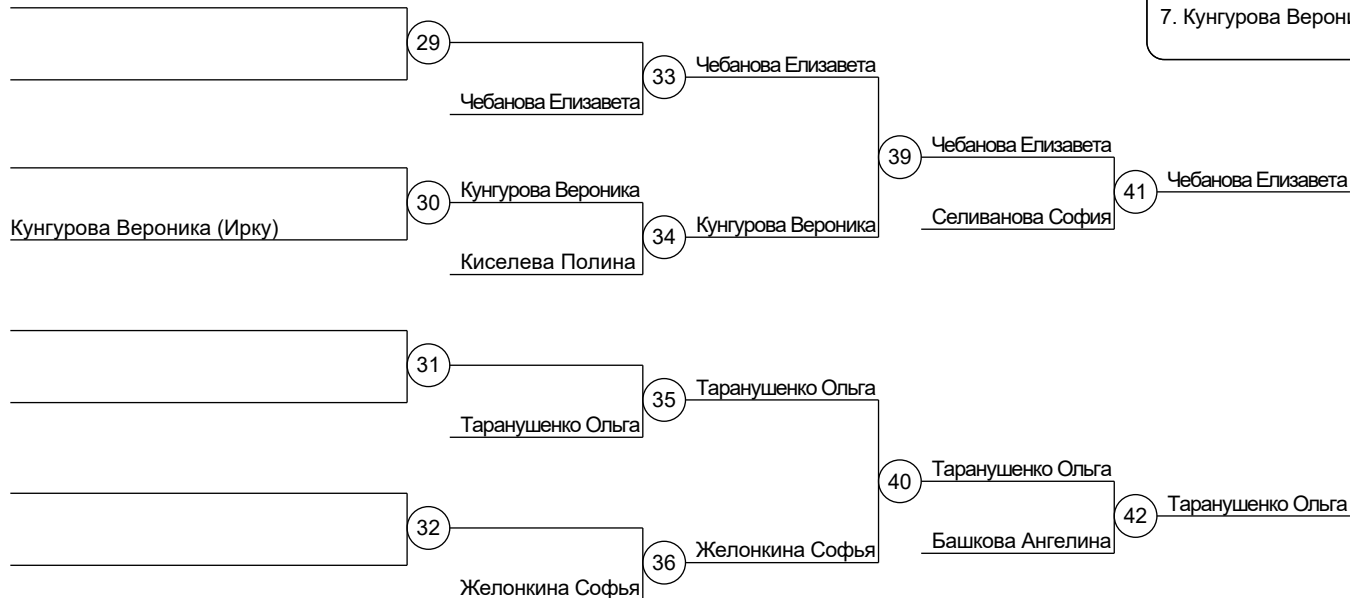 7. Кунгурова
29
33
Чебанова Елизавета
Чебанова Елизавета
39
Чебанова Елизавета
41
Чебанова Елизавета
30
Кунгурова Вероника
Кунгурова Вероника (Ирку)
34
Кунгурова Вероника
Селиванова София
Киселева Полина
31
35
Таранушенко Ольга
Таранушенко Ольга
40
Таранушенко Ольга
42
Таранушенко Ольга
32
36
Желонкина Софья
Башкова Ангелина
Желонкина Софья